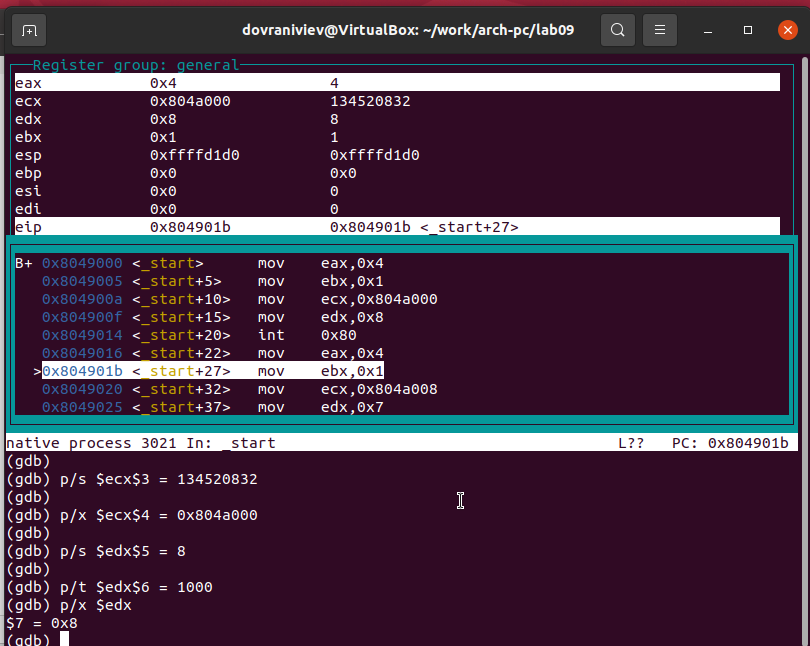 dovraniviev@VirtualBox: ~/work/arch-pc/lab09
Register group: general
eax 0x4 4
ecx 0x804a000 134520832
edx 0x8 8
ebx 0x1 1
esp 0xffffd1d0 0xffffd1d0
ebp 0x0 0x0
esi 0x0 0
edi 0x0 0
eip 0x804901b 0x804901b <_start+27>
B+ 0x8049000 <_start> mov eax,0x4
0x8049005 <_start+5> mov ebx,0x1
0x804900a <_start+10> mov ecx,0x804a000
0x804900f <_start+15> mov edx,0x8
0x8049014 <_start+20> int 0x80
0x8049016 <_start+22> mov eax,0x4
>0x804901b <_start+27> mov ebx,0x1
0x8049020 <_start+32> mov ecx,0x804a008
0x8049025 <_start+37> mov edx,0x7
native process 3021 In: _start L?? PC: 0x804901b
(gdb)
(gdb) p/s $ecx$3 = 134520832
(gdb)
(gdb) p/x $ecx$4 = 0x804a000
(gdb)
(gdb) p/s $edx$5 = 8
(gdb)
(gdb) p/t $edx$6 = 1000
(gdb) p/x $edx
$7 = 0x8
(gdb)